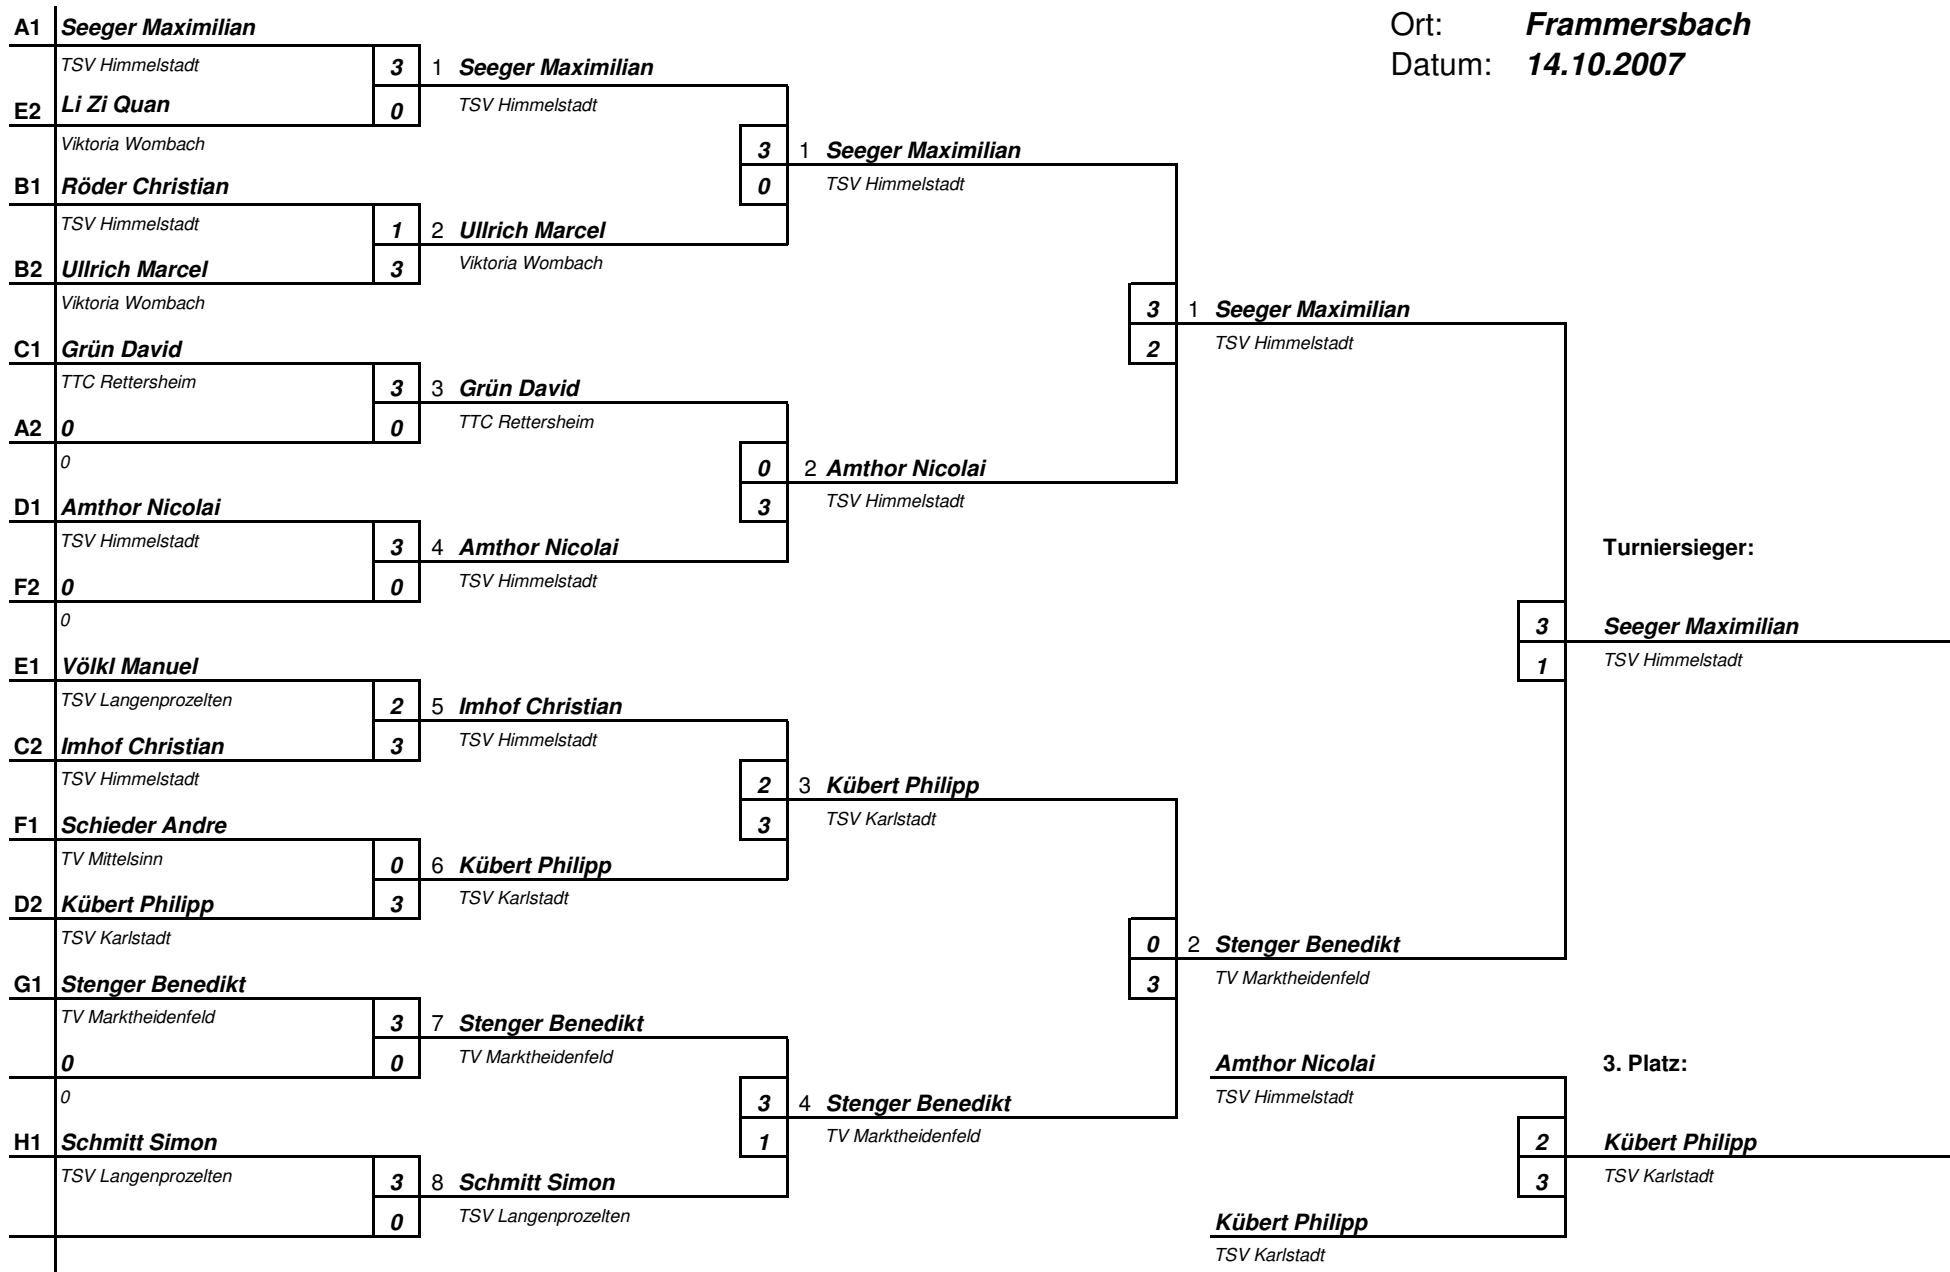 A1 Seeger Maximilian
Ort: Frammersbach
TSV Himmelstadt 3 1 Seeger Maximilian
Datum: 14.10.2007
E2 Li Zi Quan 0 TSV Himmelstadt
Viktoria Wombach 3 1 Seeger Maximilian
B1 Röder Christian 0 TSV Himmelstadt
TSV Himmelstadt 1 2 Ullrich Marcel
B2 Ullrich Marcel 3 Viktoria Wombach
Viktoria Wombach 3 1 Seeger Maximilian
C1 Grün David 2 TSV Himmelstadt
TTC Rettersheim 3 3 Grün David
A2 0 0 TTC Rettersheim
0 0 2 Amthor Nicolai
D1 Amthor Nicolai 3 TSV Himmelstadt
TSV Himmelstadt 3 4 Amthor Nicolai Turniersieger:
F2 0 0 TSV Himmelstadt
0 3 Seeger Maximilian
E1 Völkl Manuel 1 TSV Himmelstadt
TSV Langenprozelten 2 5 Imhof Christian
C2 Imhof Christian 3 TSV Himmelstadt
TSV Himmelstadt 2 3 Kübert Philipp
F1 Schieder Andre 3 TSV Karlstadt
TV Mittelsinn 0 6 Kübert Philipp
D2 Kübert Philipp 3 TSV Karlstadt
TSV Karlstadt 0 2 Stenger Benedikt
G1 Stenger Benedikt 3 TV Marktheidenfeld
TV Marktheidenfeld 3 7 Stenger Benedikt
0 0 TV Marktheidenfeld Amthor Nicolai 3. Platz:
0 3 4 Stenger Benedikt TSV Himmelstadt
H1 Schmitt Simon 1 TV Marktheidenfeld 2 Kübert Philipp
TSV Langenprozelten 3 8 Schmitt Simon 3 TSV Karlstadt
0 TSV Langenprozelten Kübert Philipp
TSV Karlstadt